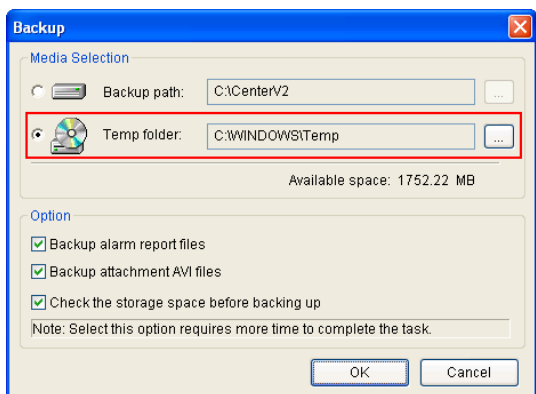 Backup
Media Selection
Backup path: C:\CenterV2 ...
Temp folder: C:\WINDOWS\Temp ...
Available space: 1752.22 MB
Option
Backup alarm report files
Backup attachment AVI files
Check the storage space before backing up
Note: Select this option requires more time to complete the task.
OK Cancel